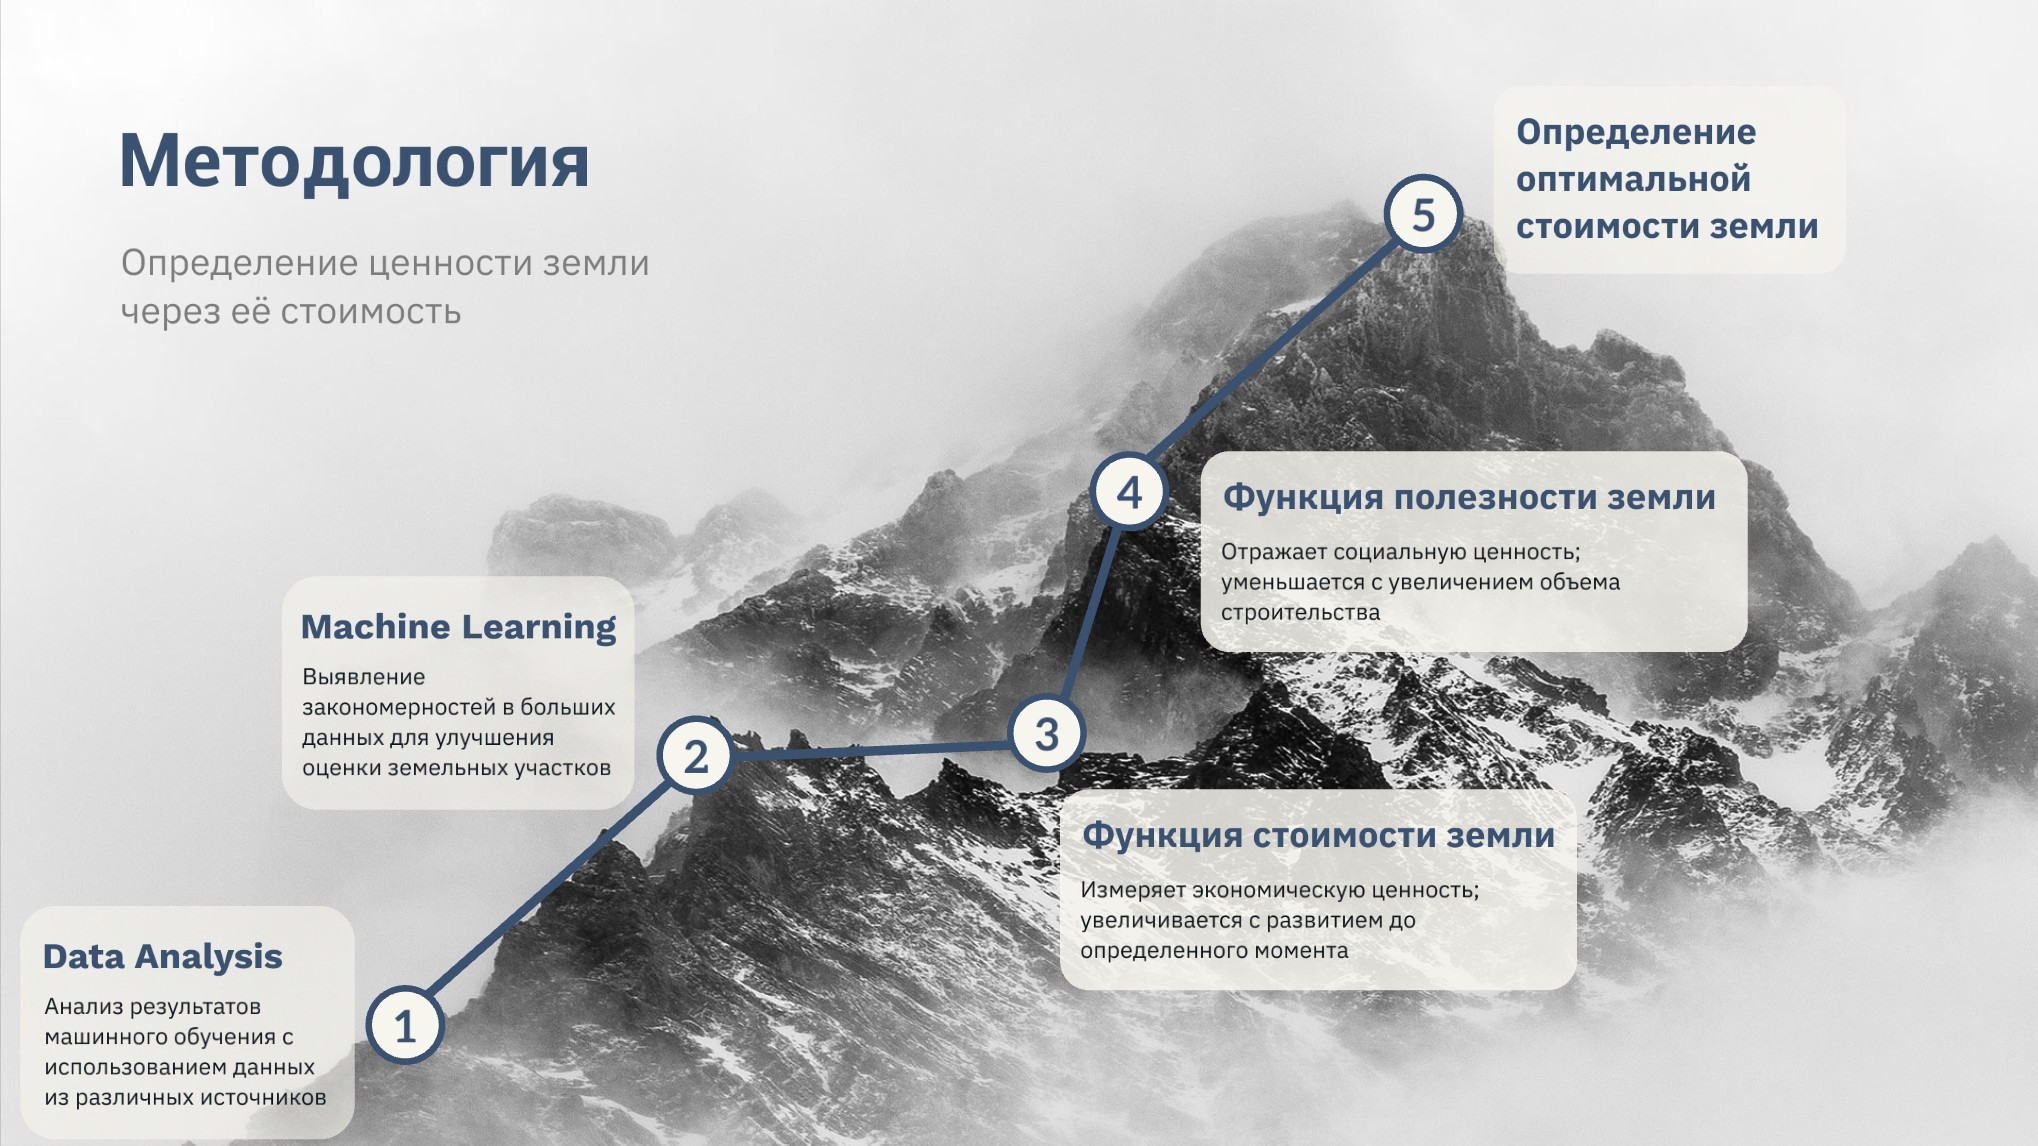 Методология
Определение ценности земли
через её стоимость
Data Analysis
Анализ результатов
машинного обучения с
использованием данных
из различных источников
1
Machine Learning
Выявление
закономерностей в больших
данных для улучшения
оценки земельных участков
2
3
Функция стоимости земли
Измеряет экономическую ценность;
увеличивается с развитием до
определенного момента
4
Функция полезности земли
Отражает социальную ценность;
уменьшается с увеличением объема
строительства
5
Определение
оптимальной
стоимости земли